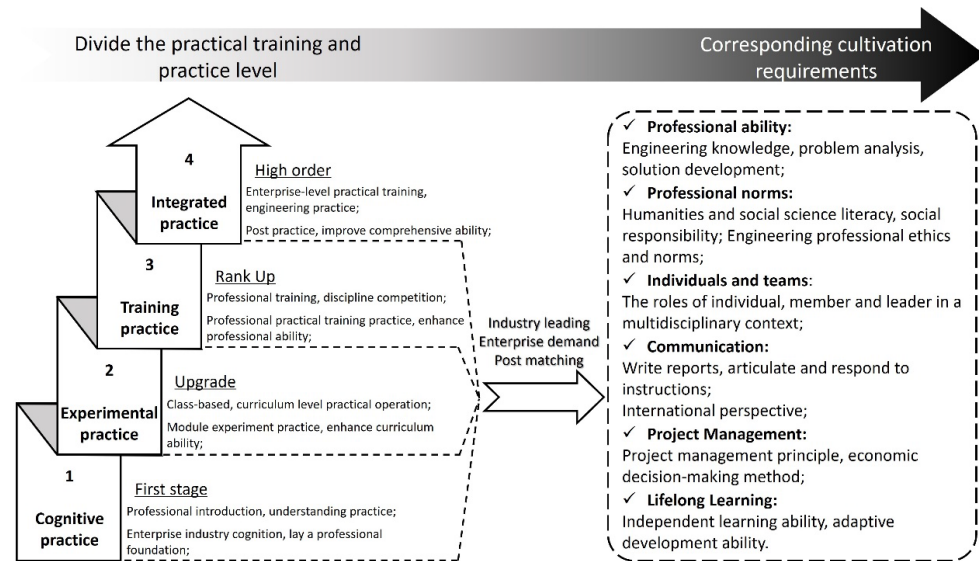 Divide the practical training and
practice level
Corresponding cultivation
requirements
4
Integrated
practice
High order
Enterprise-level practical training,
engineering practice;
Post practice, improve comprehensive ability;
3
Training
practice
Rank Up
Professional training, discipline competition;
Professional practical training practice, enhance
professional ability;
2
Experimental
practice
Upgrade
Class-based, curriculum level practical operation;
Module experiment practice, enhance curriculum
ability;
1
Cognitive
practice
First stage
Professional introduction, understanding practice;
Enterprise industry cognition, lay a professional
foundation;
Industry leading
Enterprise demand
Post matching
✓ Professional ability:
Engineering knowledge, problem analysis,
solution development;
✓ Professional norms:
Humanities and social science literacy, social
responsibility; Engineering professional ethics
and norms;
✓ Individuals and teams:
The roles of individual, member and leader in a
multidisciplinary context;
✓ Communication:
Write reports, articulate and respond to
instructions;
International perspective;
✓ Project Management:
Project management principle, economic
decision-making method;
✓ Lifelong Learning:
Independent learning ability, adaptive
development ability.